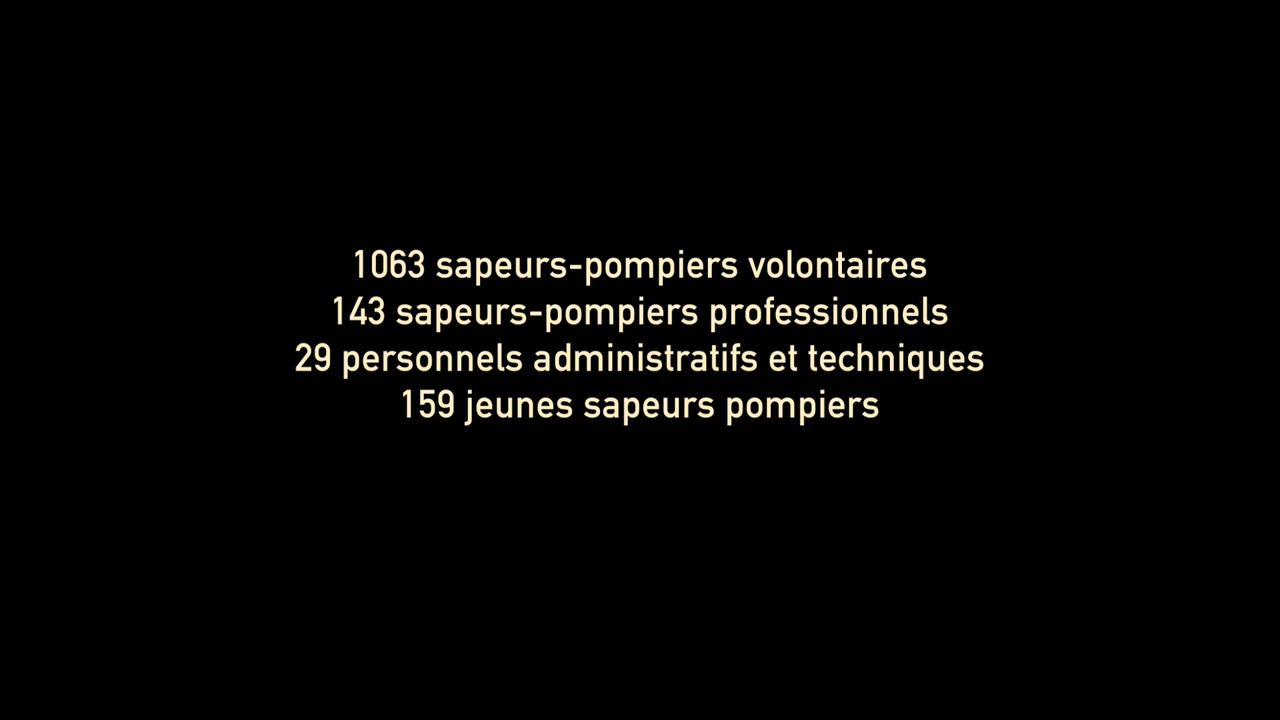 1063 sapeurs-pompiers volontaires
143 sapeurs-pompiers professionnels
29 personnels administratifs et techniques
159 jeunes sapeurs pompiers